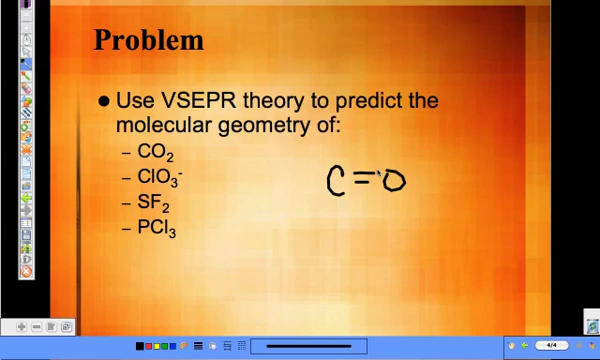 Problem
● Use VSEPR theory to predict the
molecular geometry of:
– CO₂
– ClO₃⁻
– SF₂
– PCl₃
C=O
4/4